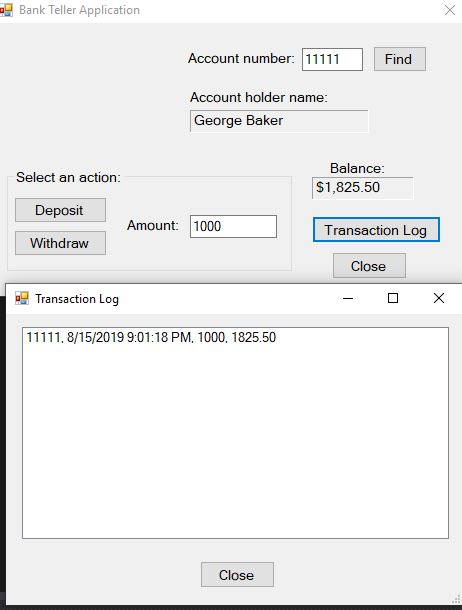 Bank Teller Application
Account number: 11111 Find
Account holder name:
George Baker
Select an action:
Balance:
$1,825.50
Deposit
Amount: 1000
Withdraw
Transaction Log
Close
Transaction Log
11111, 8/15/2019 9:01:18 PM, 1000, 1825.50
Close